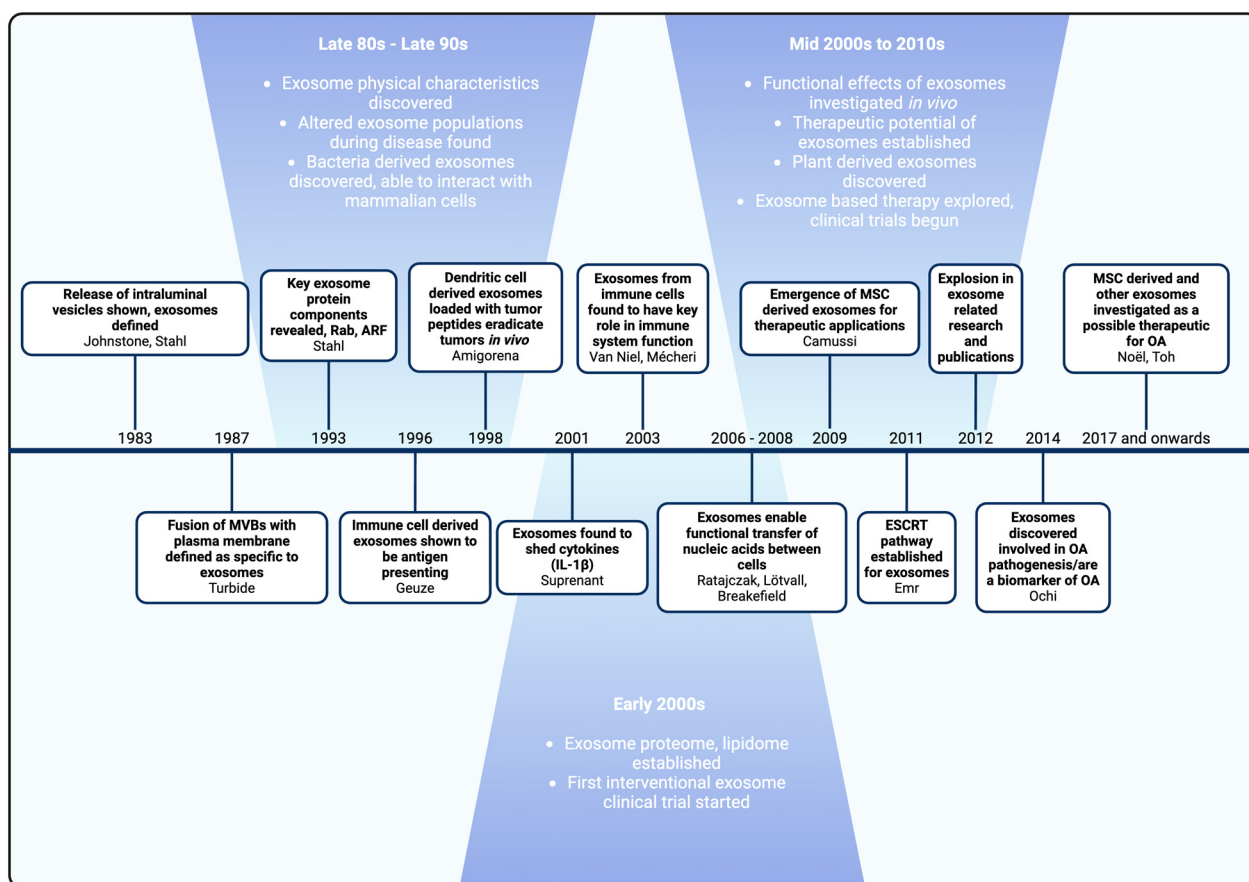 Late 80s - Late 90s
• Exosome physical characteristics
discovered
• Altered exosome populations
during disease found
• Bacteria derived exosomes
discovered, able to interact with
mammalian cells
Mid 2000s to 2010s
• Functional effects of exosomes
investigated in vivo
• Therapeutic potential of
exosomes established
• Plant derived exosomes
discovered
• Exosome based therapy explored,
clinical trials begun
Release of intraluminal
vesicles shown, exosomes
defined
Johnstone, Stahl
Key exosome
protein
components
revealed, Rab, ARF
Stahl
Dendritic cell
derived exosomes
loaded with tumor
peptides eradicate
tumors in vivo
Amigorena
Exosomes from
immune cells
found to have key
role in immune
system function
Van Niel, Mécheri
Emergence of MSC
derived exosomes for
therapeutic applications
Camussi
Explosion in
exosome
related
research
and
publications
MSC derived and
other exosomes
investigated as a
possible therapeutic
for OA
Noël, Toh
1983
1987
1993
1996
1998
2001
2003
2006 - 2008
2009
2011
2012
2014
2017 and onwards
Fusion of MVBs with
plasma membrane
defined as specific to
exosomes
Turbide
Immune cell derived
exosomes shown to
be antigen
presenting
Geuze
Exosomes found to
shed cytokines
(IL-1β)
Suprenant
Exosomes enable
functional transfer of
nucleic acids between
cells
Ratajczak, Lötvall,
Breakefield
ESCRT
pathway
established
for exosomes
Emr
Exosomes
discovered
involved in OA
pathogenesis/are
a biomarker of OA
Ochi
Early 2000s
• Exosome proteome, lipidome
established
• First interventional exosome
clinical trial started